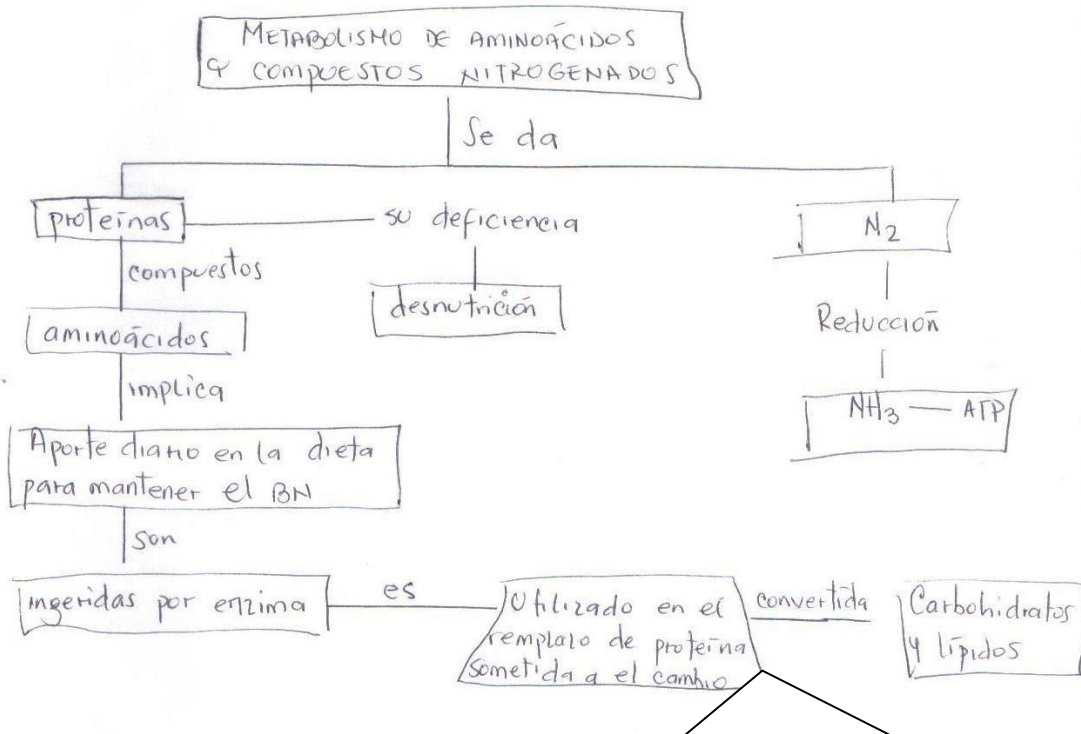 METABOLISMO DE AMINOÁCIDOS
Y COMPUESTOS NITROGENADOS
Se da
proteínas
su deficiencia
N2
compuestos
desnutrición
Reducción
aminoácidos
implica
NH3 — ATP
Aporte diario en la dieta
para mantener el BN
son
ingeridas por enzima
es
Utilizado en el
remplazo de proteína
sometida a el cambio
convertida
Carbohidratos
y lípidos